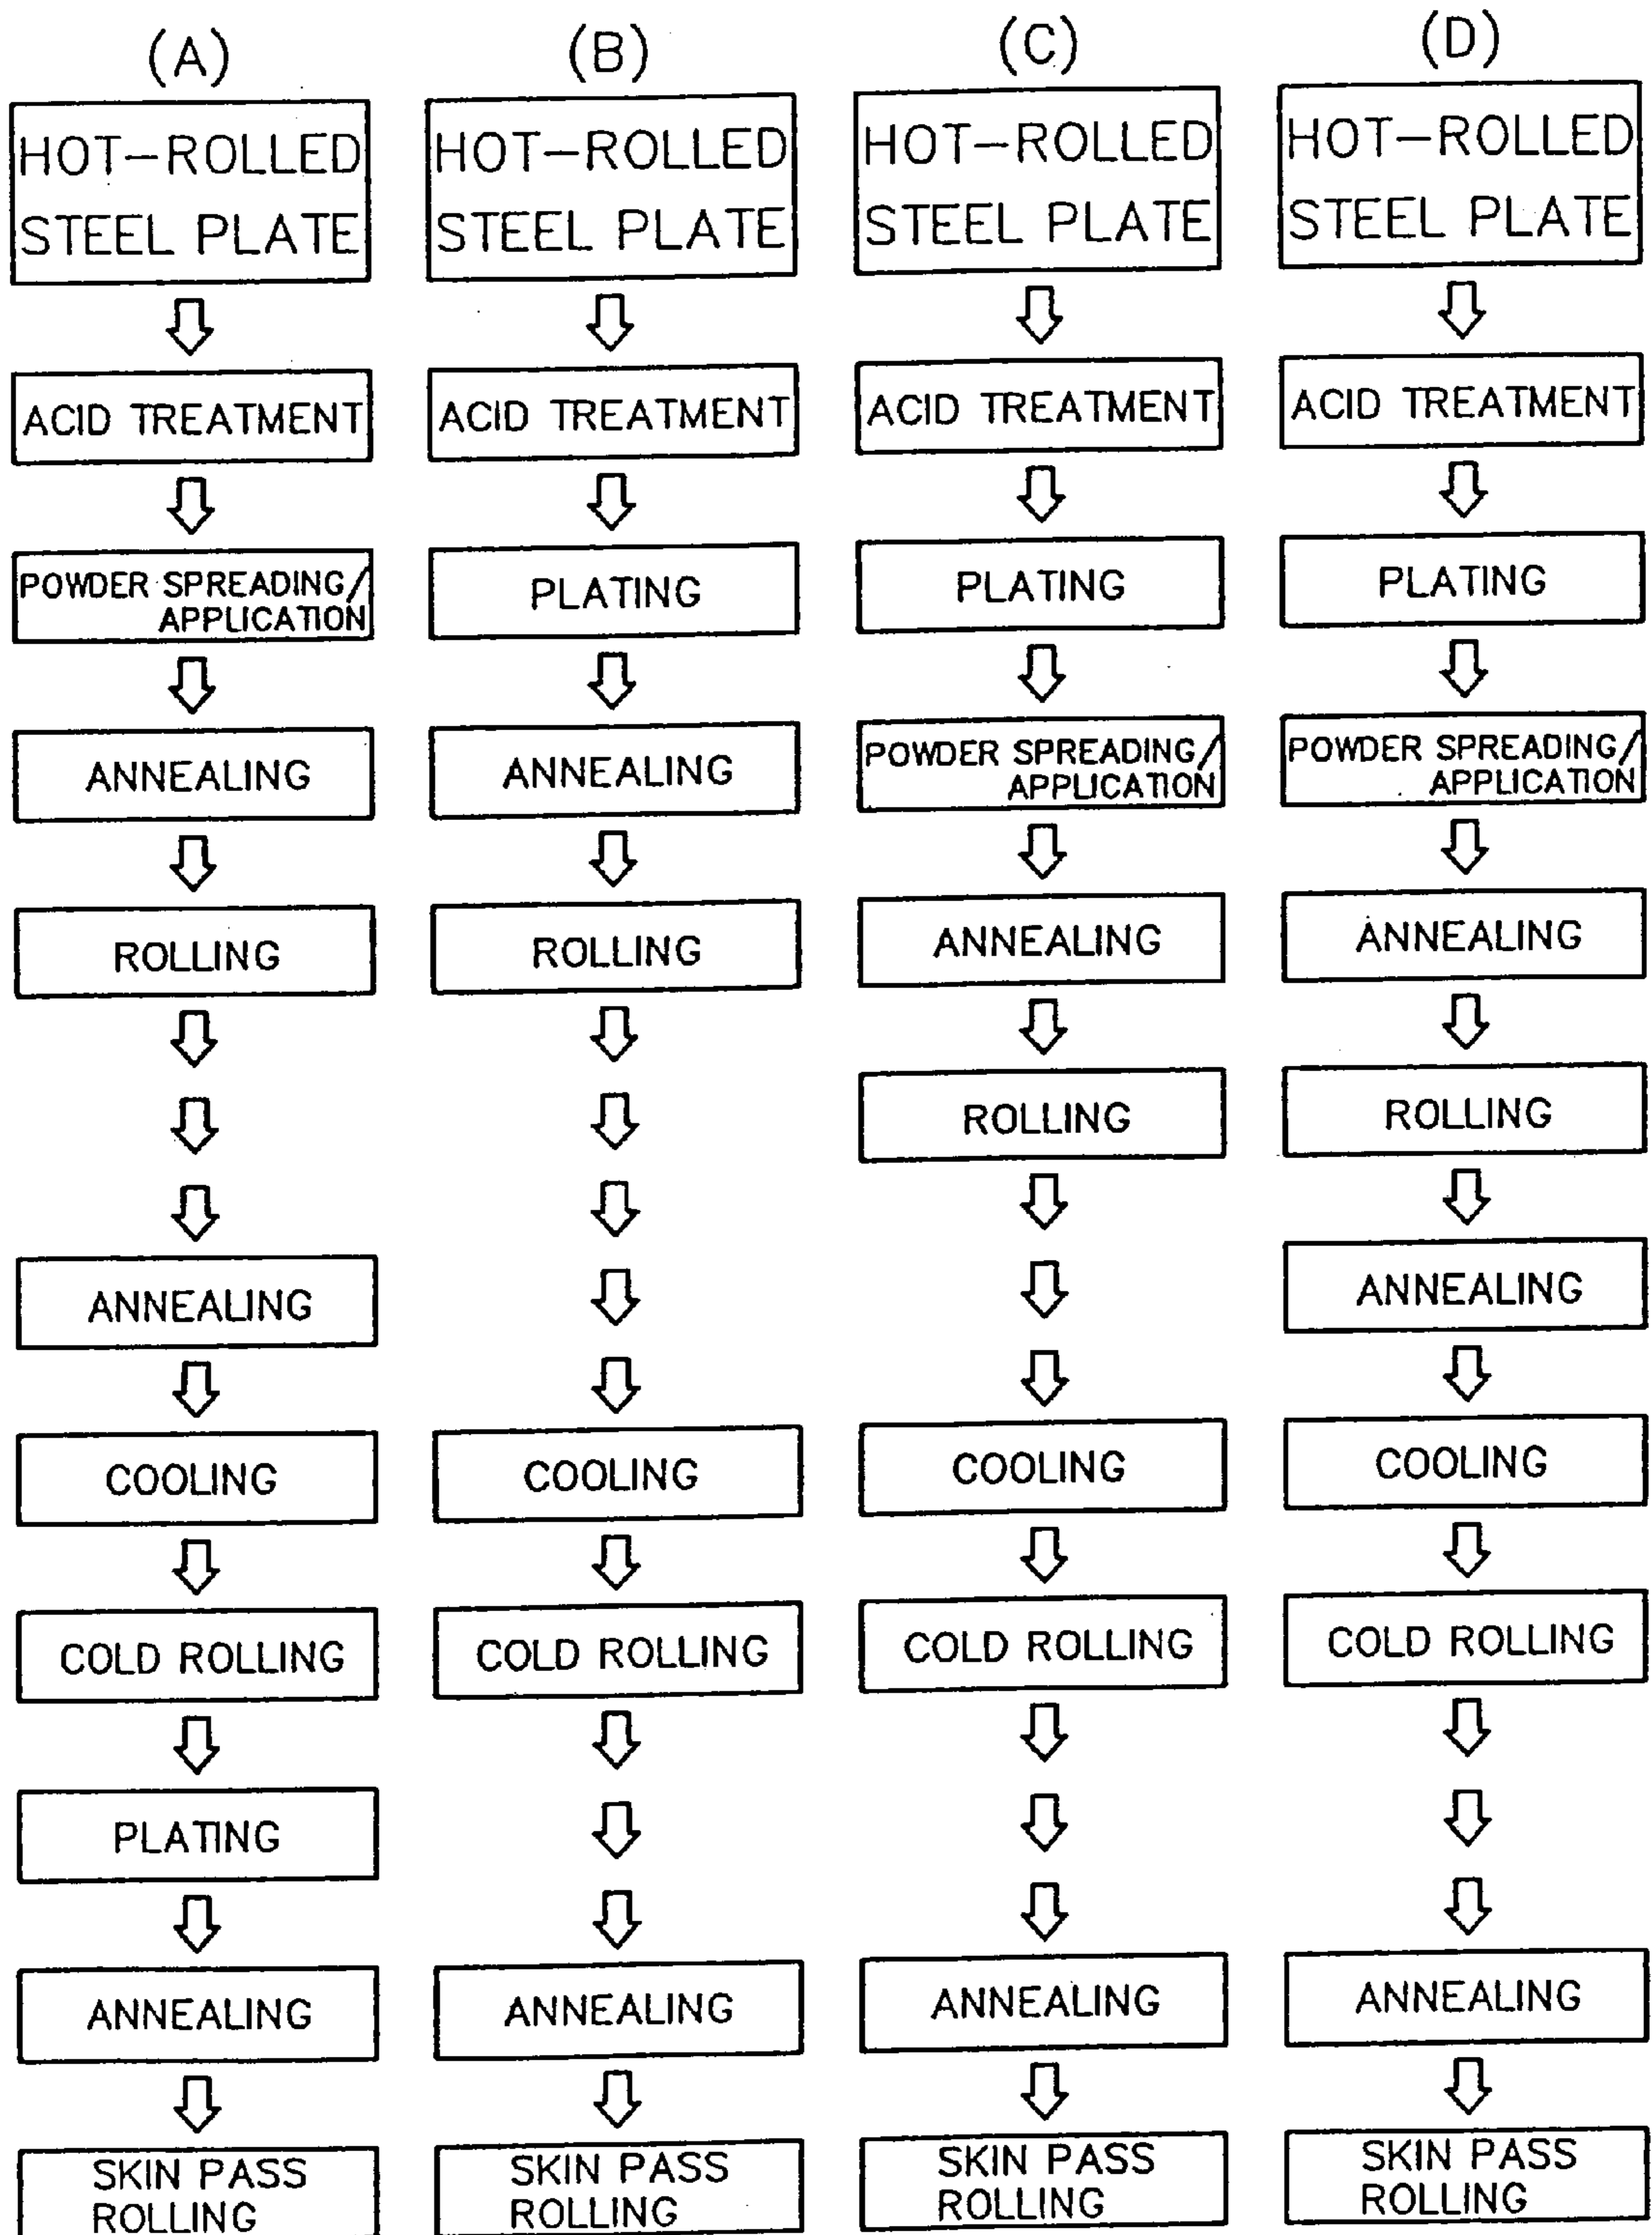 (A)
HOT-ROLLED
STEEL PLATE
ACID TREATMENT
POWDER SPREADING/
APPLICATION
ANNEALING
ROLLING
ANNEALING
COOLING
COLD ROLLING
PLATING
ANNEALING
SKIN PASS
ROLLING
(B)
HOT-ROLLED
STEEL PLATE
ACID TREATMENT
PLATING
ANNEALING
ROLLING
COOLING
COLD ROLLING
ANNEALING
SKIN PASS
ROLLING
(C)
HOT-ROLLED
STEEL PLATE
ACID TREATMENT
PLATING
POWDER SPREADING/
APPLICATION
ANNEALING
ROLLING
COOLING
COLD ROLLING
ANNEALING
SKIN PASS
ROLLING
(D)
HOT-ROLLED
STEEL PLATE
ACID TREATMENT
PLATING
POWDER SPREADING/
APPLICATION
ANNEALING
ROLLING
ANNEALING
COOLING
COLD ROLLING
ANNEALING
SKIN PASS
ROLLING